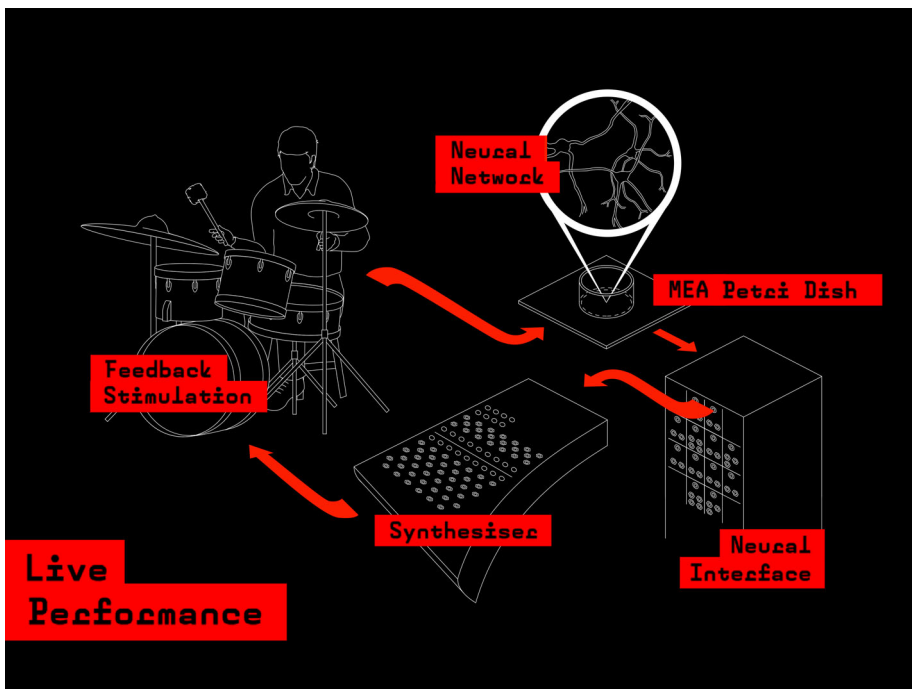 Neural
Network
MEA Petri Dish
Feedback
Stimulation
Synthesiser
Neural
Interface
Live
Performance